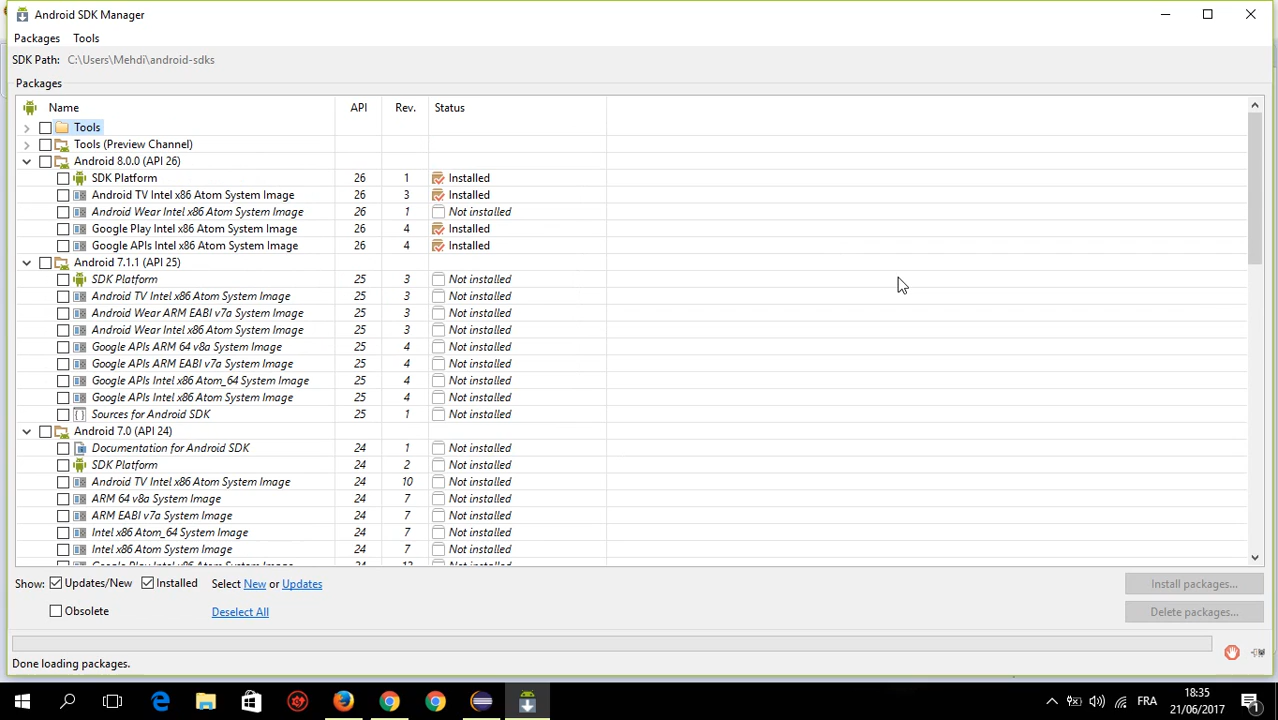 Android SDK Manager
Packages Tools
SDK Path: C:\Users\Mehdi\android-sdks
Packages
Name API Rev. Status
Tools
Tools (Preview Channel)
Android 8.0.0 (API 26)
SDK Platform 26 1 Installed
Android TV Intel x86 Atom System Image 26 3 Installed
Android Wear Intel x86 Atom System Image 26 1 Not installed
Google Play Intel x86 Atom System Image 26 4 Installed
Google APIs Intel x86 Atom System Image 26 4 Installed
Android 7.1.1 (API 25)
SDK Platform 25 3 Not installed
Android TV Intel x86 Atom System Image 25 3 Not installed
Android Wear ARM EABI v7a System Image 25 3 Not installed
Android Wear Intel x86 Atom System Image 25 3 Not installed
Google APIs ARM 64 v8a System Image 25 4 Not installed
Google APIs ARM EABI v7a System Image 25 4 Not installed
Google APIs Intel x86 Atom_64 System Image 25 4 Not installed
Google APIs Intel x86 Atom System Image 25 4 Not installed
Sources for Android SDK 25 1 Not installed
Android 7.0 (API 24)
Documentation for Android SDK 24 1 Not installed
SDK Platform 24 2 Not installed
Android TV Intel x86 Atom System Image 24 10 Not installed
ARM 64 v8a System Image 24 7 Not installed
ARM EABI v7a System Image 24 7 Not installed
Intel x86 Atom_64 System Image 24 7 Not installed
Intel x86 Atom System Image 24 7 Not installed
Show: Updates/New Installed Select New or Updates Install packages...
Obsolete Deselect All Delete packages...
Done loading packages.
FRA 18:35
21/06/2017 1